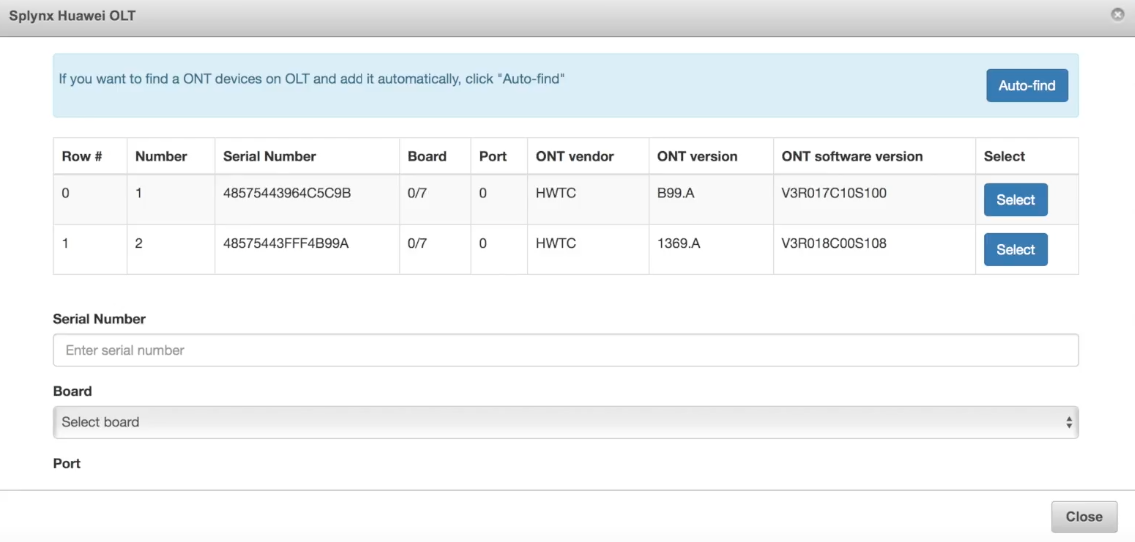 Splynx Huawei OLT
If you want to find a ONT devices on OLT and add it automatically, click "Auto-find"
Auto-find
Row # Number Serial Number Board Port ONT vendor ONT version ONT software version Select
0 1 48575443964C5C9B 0/7 0 HWTC B99.A V3R017C10S100 Select
1 2 48575443FFF4B99A 0/7 0 HWTC 1369.A V3R018C00S108 Select
Serial Number
Enter serial number
Board
Select board
Port
Close